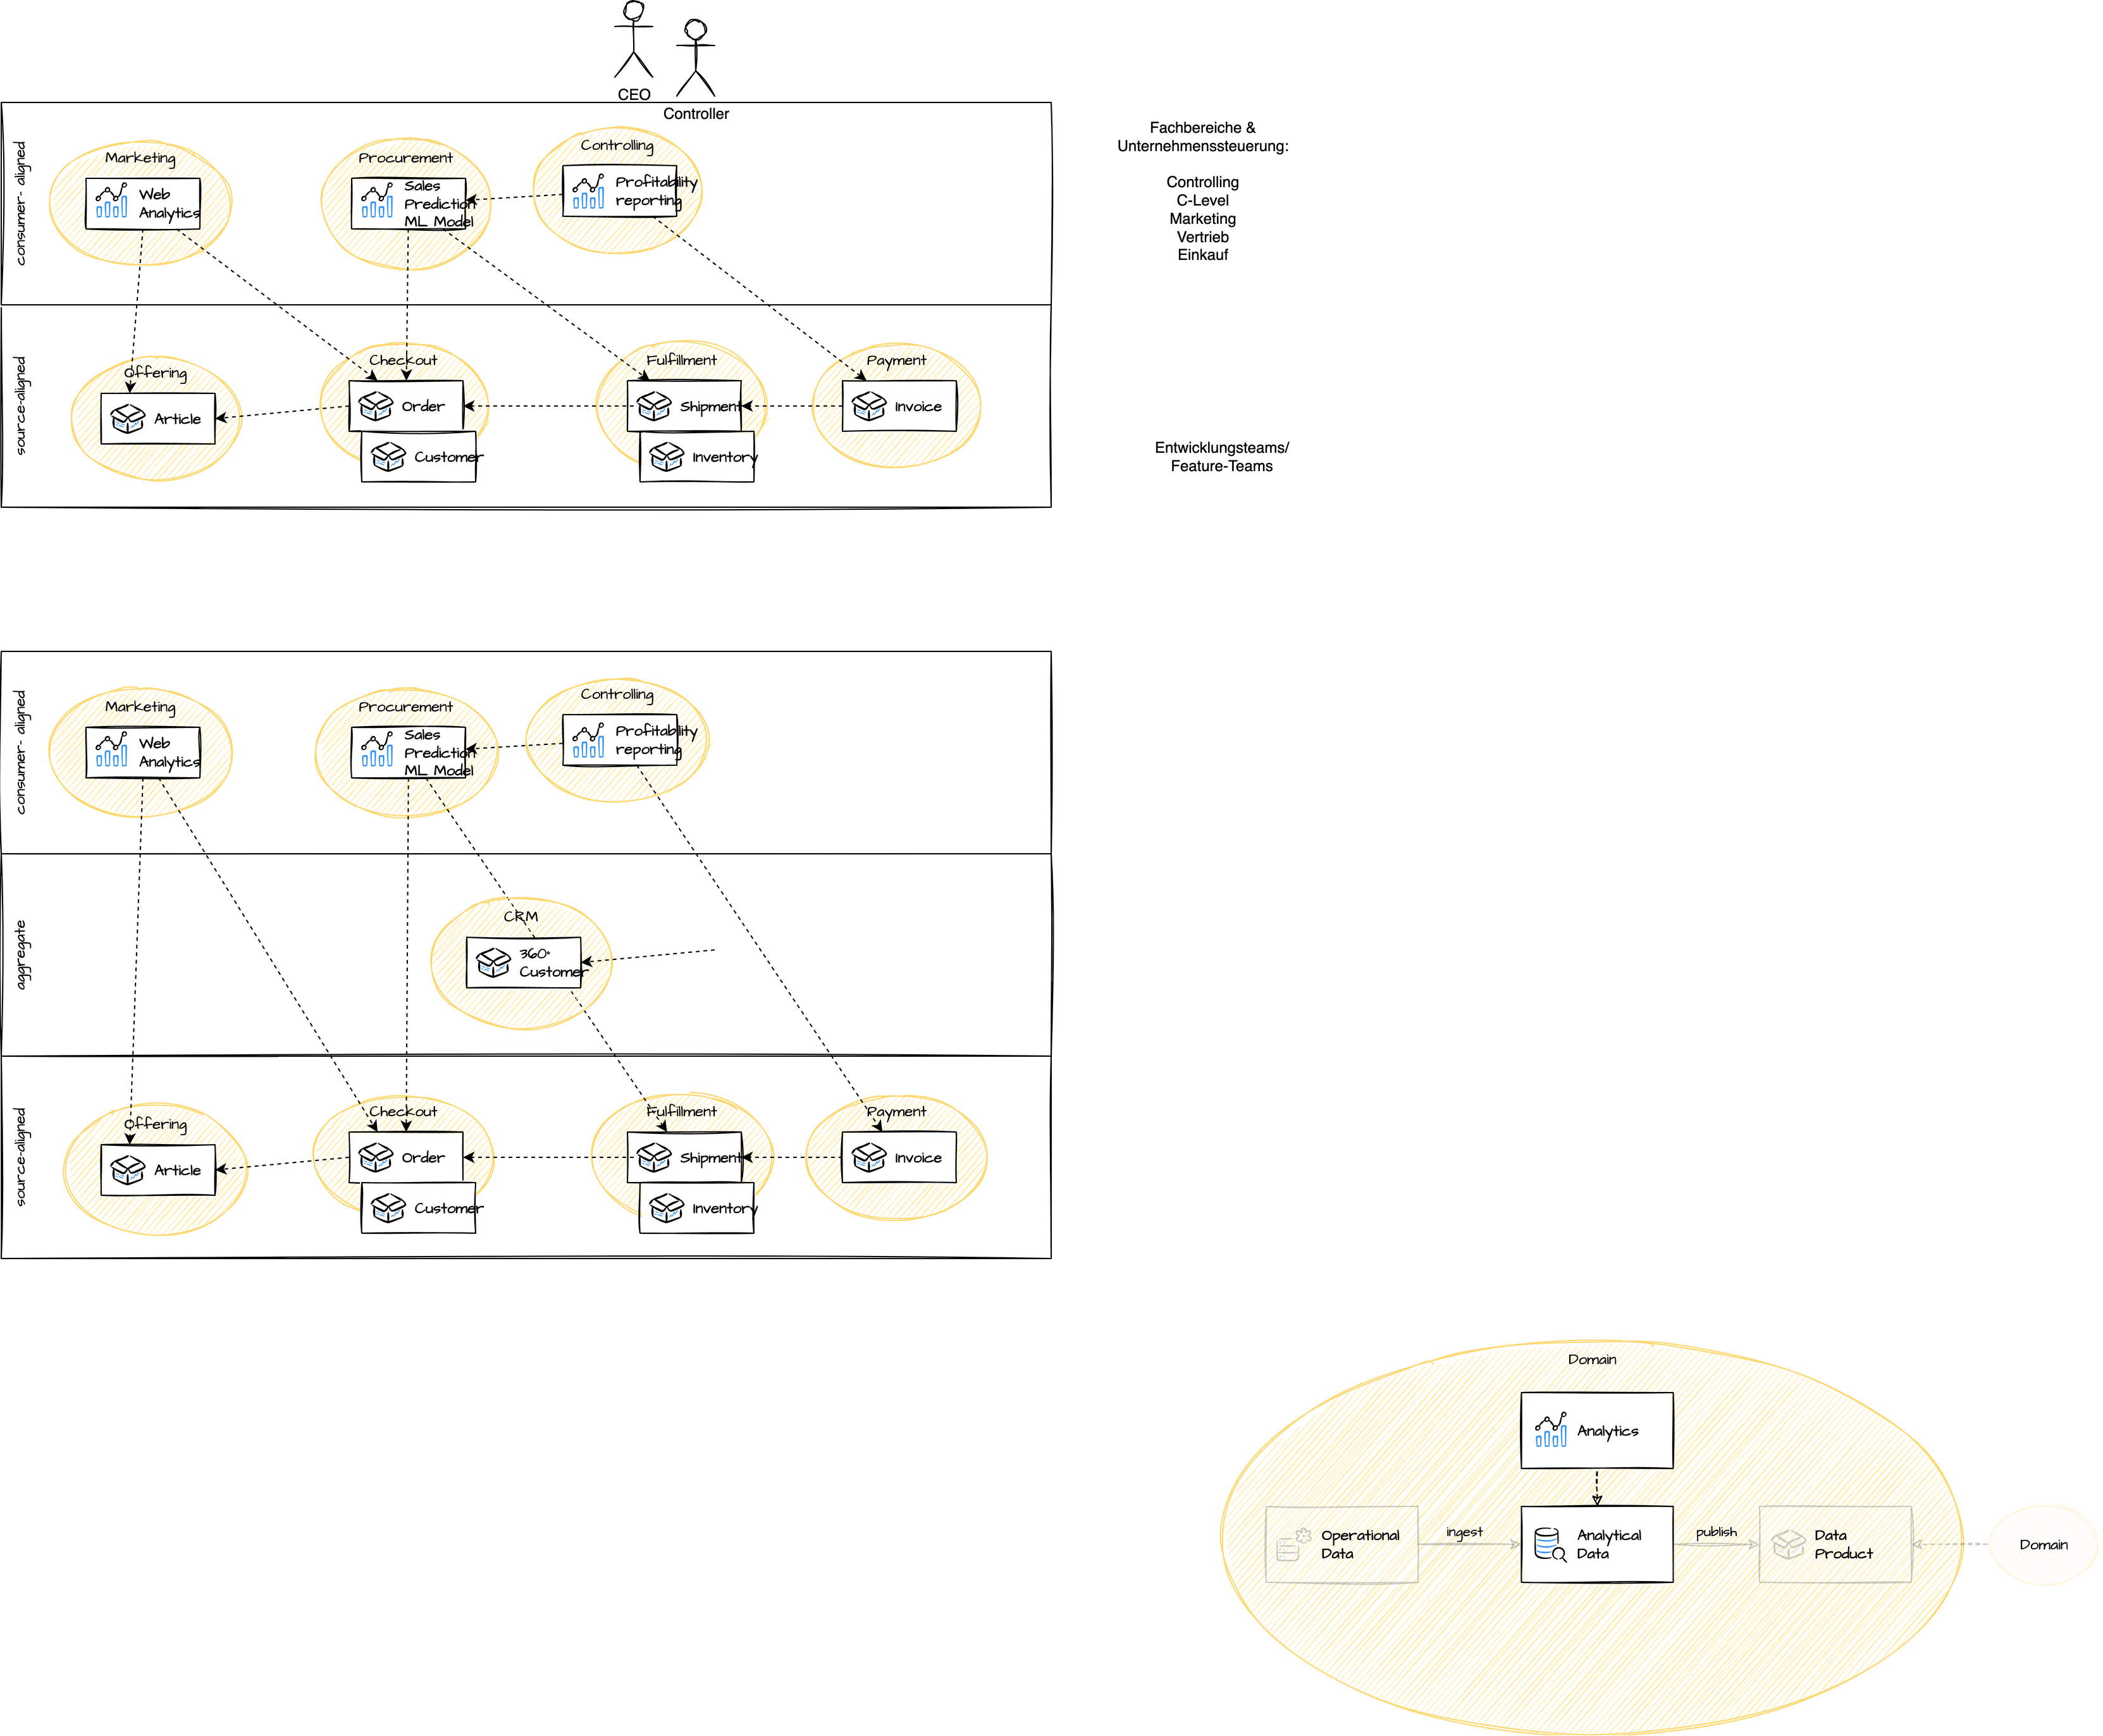 CEO
Controller
consumer- aligned
Marketing
Web
Analytics
Procurement
Sales
Prediction
ML Model
Controlling
Profitability
reporting
Fachbereiche &
Unternehmenssteuerung:
Controlling
C-Level
Marketing
Vertrieb
Einkauf
source-aligned
Offering
Article
Checkout
Order
Customer
Fulfillment
Shipment
Inventory
Payment
Invoice
Entwicklungsteams/
Feature-Teams
consumer- aligned
Marketing
Web
Analytics
Procurement
Sales
Prediction
ML Model
Controlling
Profitability
reporting
aggregate
CRM
360°
Customer
source-aligned
Offering
Article
Checkout
Order
Customer
Fulfillment
Shipment
Inventory
Payment
Invoice
Domain
Analytics
Operational
Data
ingest
Analytical
Data
publish
Data
Product
Domain